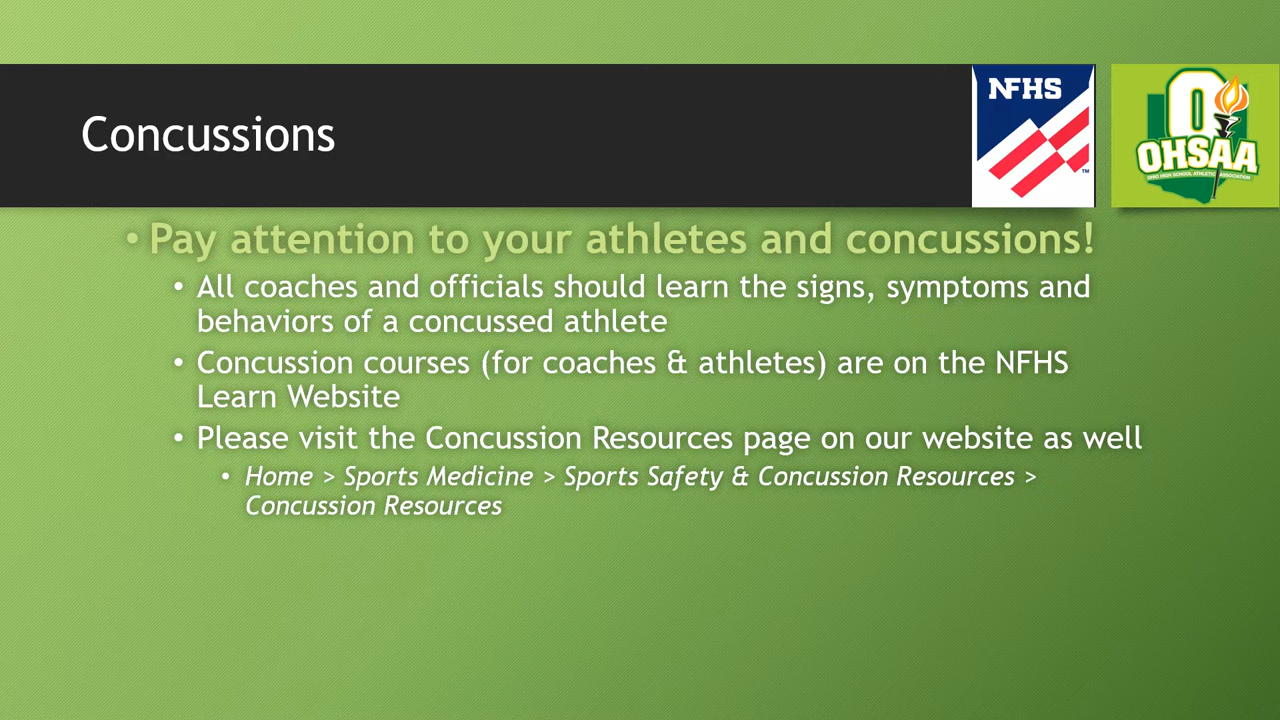 Concussions
NFHS
TM
OHSAA
OHIO HIGH SCHOOL ATHLETIC ASSOCIATION
• Pay attention to your athletes and concussions!
• All coaches and officials should learn the signs, symptoms and
behaviors of a concussed athlete
• Concussion courses (for coaches & athletes) are on the NFHS
Learn Website
• Please visit the Concussion Resources page on our website as well
• Home > Sports Medicine > Sports Safety & Concussion Resources >
Concussion Resources